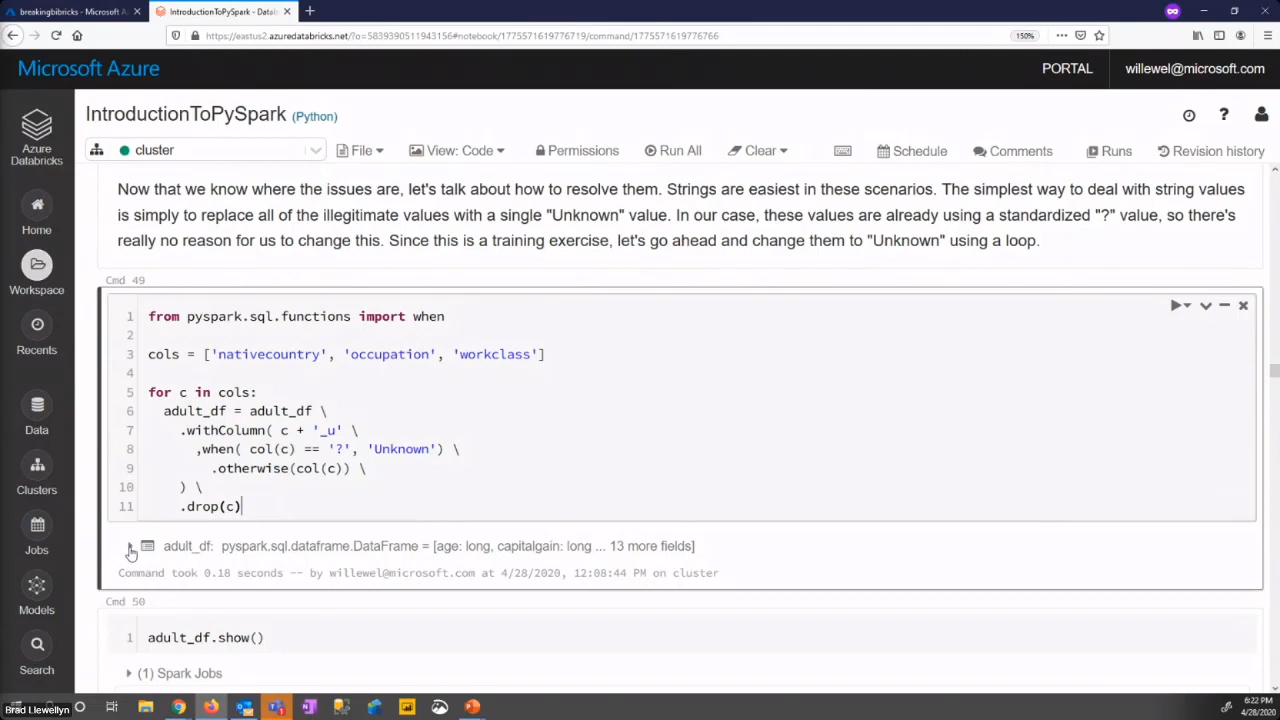 breakingbibricks - Microsoft A
IntroductionToPySpark - Datab
https://eastus2.azuredatabricks.net/?o=5839390511943156#notebook/1775571619776719/command/1775571619776766
150%
Microsoft Azure
PORTAL
willewel@microsoft.com
Azure
Databricks
Home
Workspace
Recents
Data
Clusters
Jobs
Models
Search
IntroductionToPySpark (Python)
cluster
File
View: Code
Permissions
Run All
Clear
Schedule
Comments
Runs
Revision history
Now that we know where the issues are, let's talk about how to resolve them. Strings are easiest in these scenarios. The simplest way to deal with string values
is simply to replace all of the illegitimate values with a single "Unknown" value. In our case, these values are already using a standardized "?" value, so there's
really no reason for us to change this. Since this is a training exercise, let's go ahead and change them to "Unknown" using a loop.
Cmd 49
1 from pyspark.sql.functions import when
2
3 cols = ['nativecountry', 'occupation', 'workclass']
4
5 for c in cols:
6 adult_df = adult_df \
7 .withColumn( c + '_u' \
8 ,when( col(c) == '?', 'Unknown') \
9 .otherwise(col(c)) \
10 ) \
11 .drop(c)
adult_df: pyspark.sql.dataframe.DataFrame = [age: long, capitalgain: long ... 13 more fields]
Command took 0.18 seconds -- by willewel@microsoft.com at 4/28/2020, 12:08:44 PM on cluster
Cmd 50
1 adult_df.show()
(1) Spark Jobs
Brad Llewellyn
6:22 PM
4/28/2020